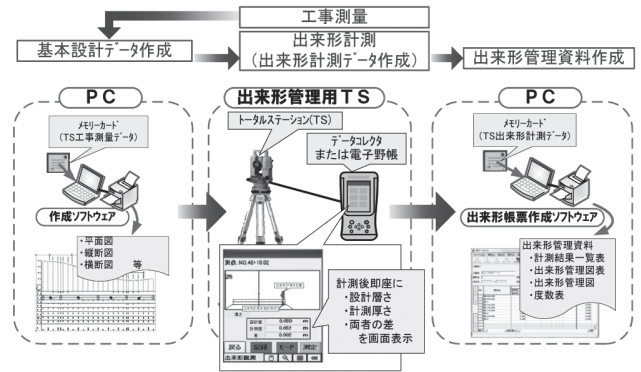 工事測量
基本設計データ作成
出来形計測
(出来形計測データ作成)
出来形管理資料作成
PC
メモリーカード
(TS工事測量データ)
作成ソフトウェア
・平面図
・縦断図
・横断図 等
出来形管理用TS
トータルステーション(TS)
データコレクタ
または電子野帳
測点:NO.40+10.02
厚さ
設計値 0.050 m
計測値 0.052 m
差 0.002 m
戻る 記録 モード 測定
出来形観測
計測後即座に
・設計層さ
・計測厚さ
・両者の差
を画面表示
PC
メモリーカード
(TS出来形計測データ)
出来形帳票作成ソフトウェア
出来形管理資料
・計測結果一覧表
・出来形管理図表
・出来形管理図
・度数表